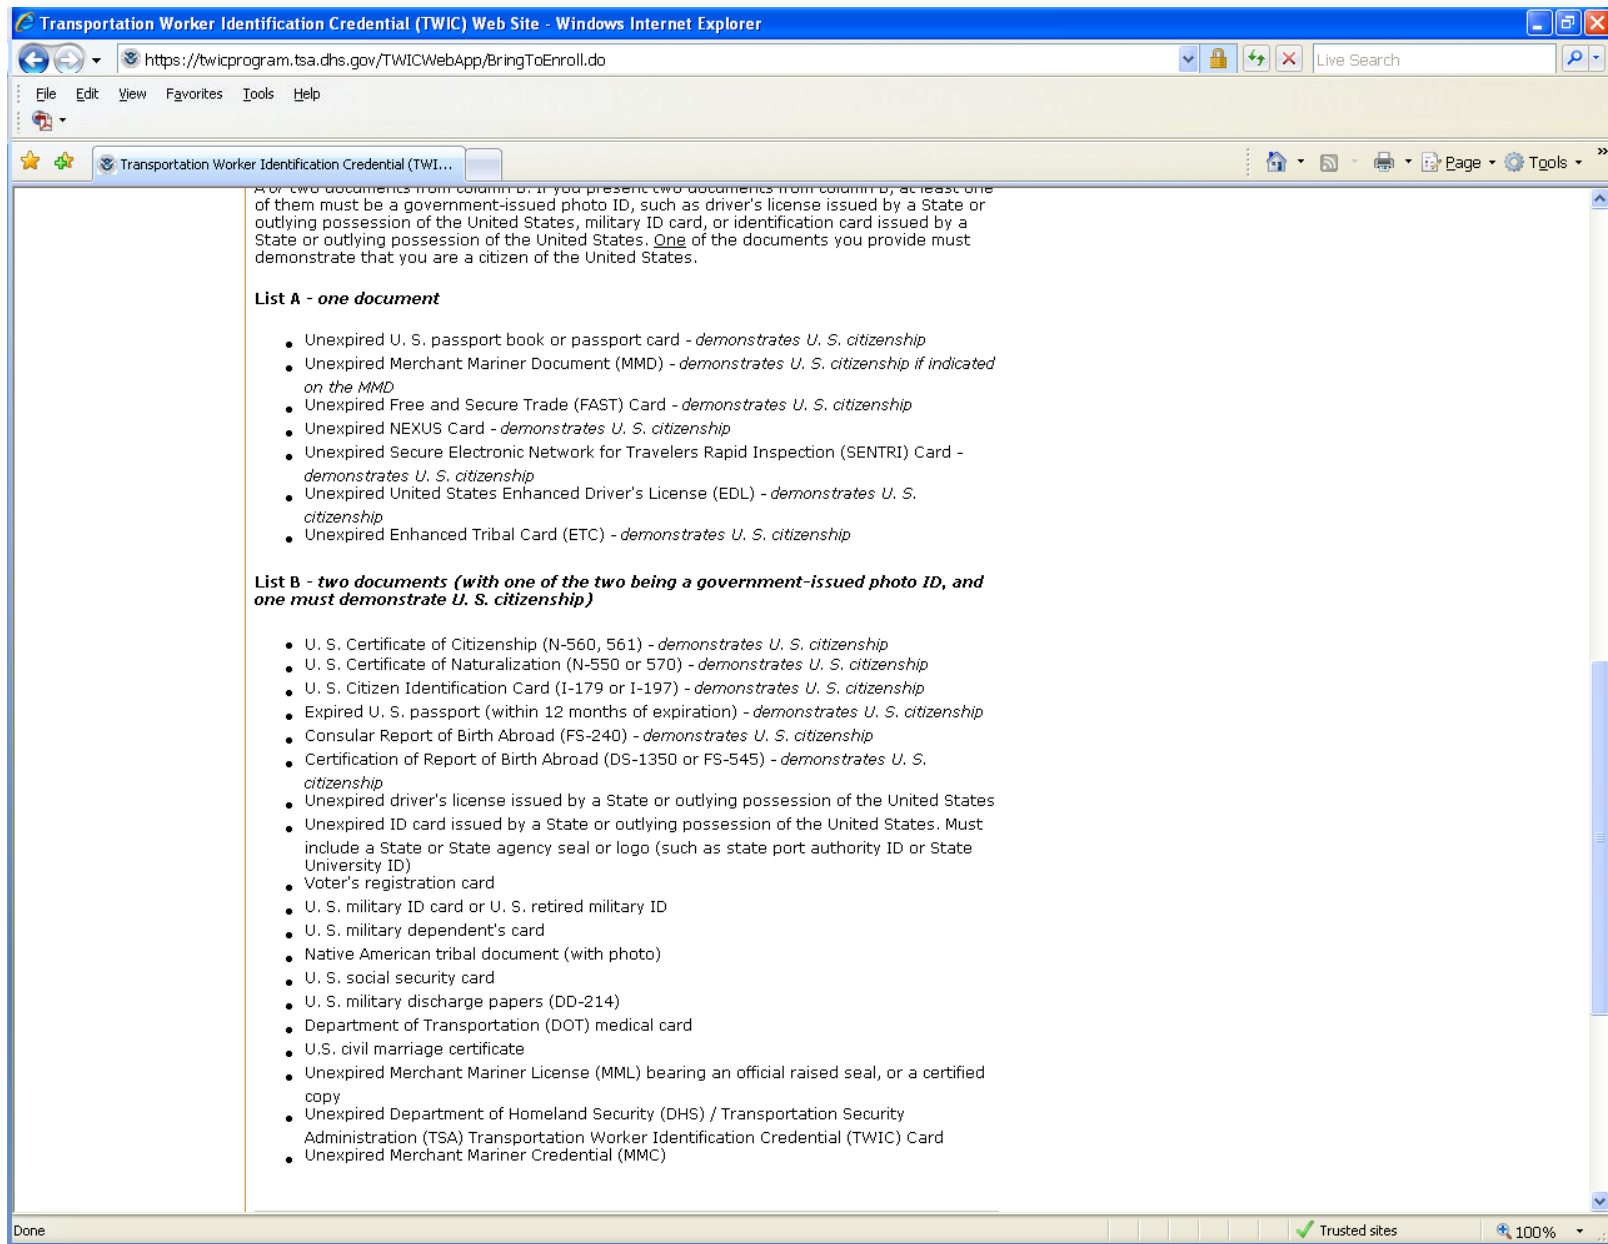 Transportation Worker Identification Credential (TWIC) Web Site - Windows Internet Explorer
https://twicprogram.tsa.dhs.gov/TWICWebApp/BringToEnroll.do
Live Search
File Edit View Favorites Tools Help
Transportation Worker Identification Credential (TWI...
Page Tools »
A or two documents from column B. If you present two documents from column B, at least one
of them must be a government-issued photo ID, such as driver's license issued by a State or
outlying possession of the United States, military ID card, or identification card issued by a
State or outlying possession of the United States. One of the documents you provide must
demonstrate that you are a citizen of the United States.
List A - one document
• Unexpired U. S. passport book or passport card - demonstrates U. S. citizenship
• Unexpired Merchant Mariner Document (MMD) - demonstrates U. S. citizenship if indicated
on the MMD
• Unexpired Free and Secure Trade (FAST) Card - demonstrates U. S. citizenship
• Unexpired NEXUS Card - demonstrates U. S. citizenship
• Unexpired Secure Electronic Network for Travelers Rapid Inspection (SENTRI) Card -
demonstrates U. S. citizenship
• Unexpired United States Enhanced Driver's License (EDL) - demonstrates U. S.
citizenship
• Unexpired Enhanced Tribal Card (ETC) - demonstrates U. S. citizenship
List B - two documents (with one of the two being a government-issued photo ID, and
one must demonstrate U. S. citizenship)
• U. S. Certificate of Citizenship (N-560, 561) - demonstrates U. S. citizenship
• U. S. Certificate of Naturalization (N-550 or 570) - demonstrates U. S. citizenship
• U. S. Citizen Identification Card (I-179 or I-197) - demonstrates U. S. citizenship
• Expired U. S. passport (within 12 months of expiration) - demonstrates U. S. citizenship
• Consular Report of Birth Abroad (FS-240) - demonstrates U. S. citizenship
• Certification of Report of Birth Abroad (DS-1350 or FS-545) - demonstrates U. S.
citizenship
• Unexpired driver's license issued by a State or outlying possession of the United States
• Unexpired ID card issued by a State or outlying possession of the United States. Must
include a State or State agency seal or logo (such as state port authority ID or State
University ID)
• Voter's registration card
• U. S. military ID card or U. S. retired military ID
• U. S. military dependent's card
• Native American tribal document (with photo)
• U. S. social security card
• U. S. military discharge papers (DD-214)
• Department of Transportation (DOT) medical card
• U.S. civil marriage certificate
• Unexpired Merchant Mariner License (MML) bearing an official raised seal, or a certified
copy
• Unexpired Department of Homeland Security (DHS) / Transportation Security
Administration (TSA) Transportation Worker Identification Credential (TWIC) Card
• Unexpired Merchant Mariner Credential (MMC)
Done
Trusted sites
100%